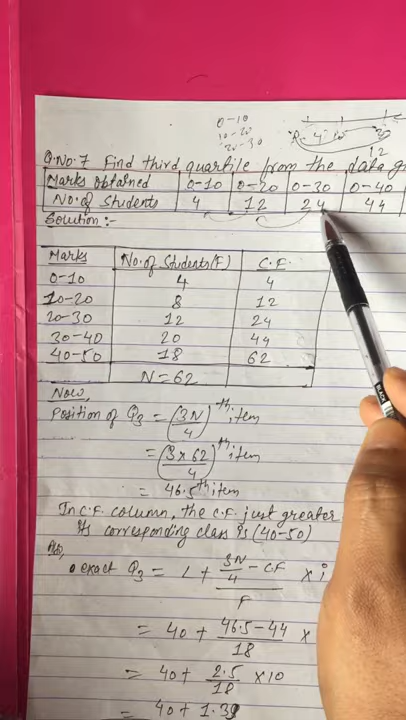 0-10
10-20
20-30
12
Q.No.7 Find third quartile from the data
Marks obtained 0-10 0-20 0-30 0-40
No. of Students 4 12 24 44
Solution:-
Marks No. of Students (F) C.F.
0-10 4 4
10-20 8 12
20-30 12 24
30-40 20 44
40-50 18 62
N=62
Now,
Position of Q3 = (3N/4)th item
= (3×62/4)th item
= 46.5th item
In C.F column, the C.F just greater
Its corresponding class is (40-50)
exact Q3 = L + (3N/4 - CF)/F × i
= 40 + (46.5-44)/18 ×
= 40 + 2.5/18 ×10
= 40 + 1.39